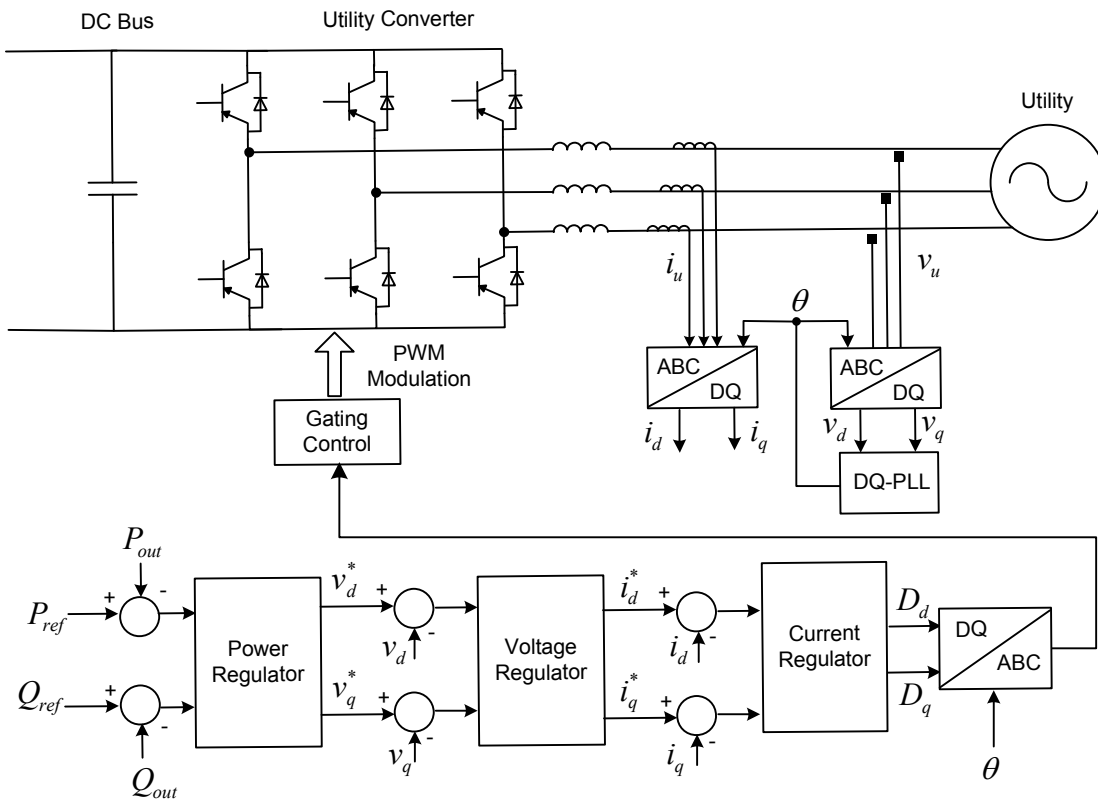 DC Bus
Utility Converter
Utility
i_u
v_u
θ
PWM
Modulation
ABC
DQ
ABC
DQ
Gating
Control
i_d
i_q
v_d
v_q
DQ-PLL
P_out
v_d^*
i_d^*
+
-
+
-
+
-
P_ref
D_d
DQ
ABC
v_d
i_d
Power
Regulator
Voltage
Regulator
Current
Regulator
Q_ref
v_q^*
i_q^*
D_q
+
-
+
-
+
-
v_q
i_q
Q_out
θ